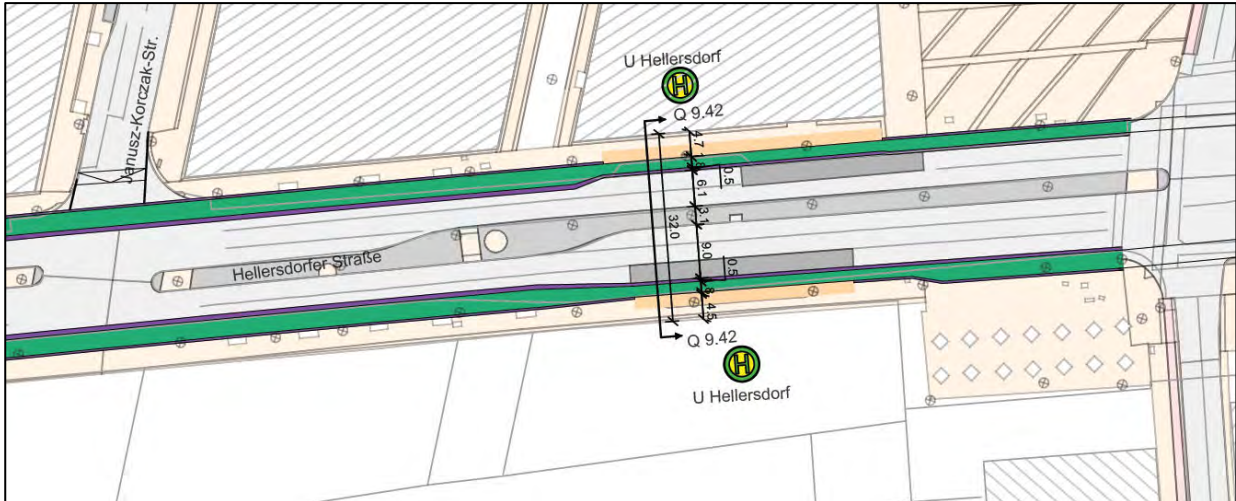 U Hellersdorf
H
Q 9.42
Janusz-Korczak-Str.
4.7
0.5
6.1
3.1
32.0
9.0
0.5
4.5
Hellersdorfer Straße
Q 9.42
H
U Hellersdorf